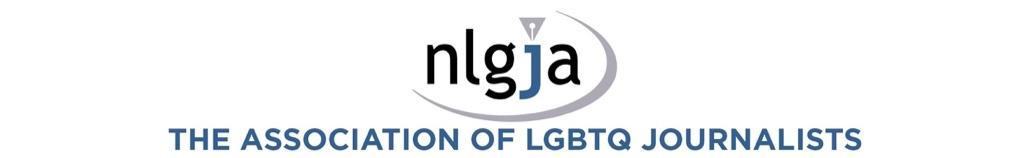 nlgja
THE ASSOCIATION OF LGBTQ JOURNALISTS